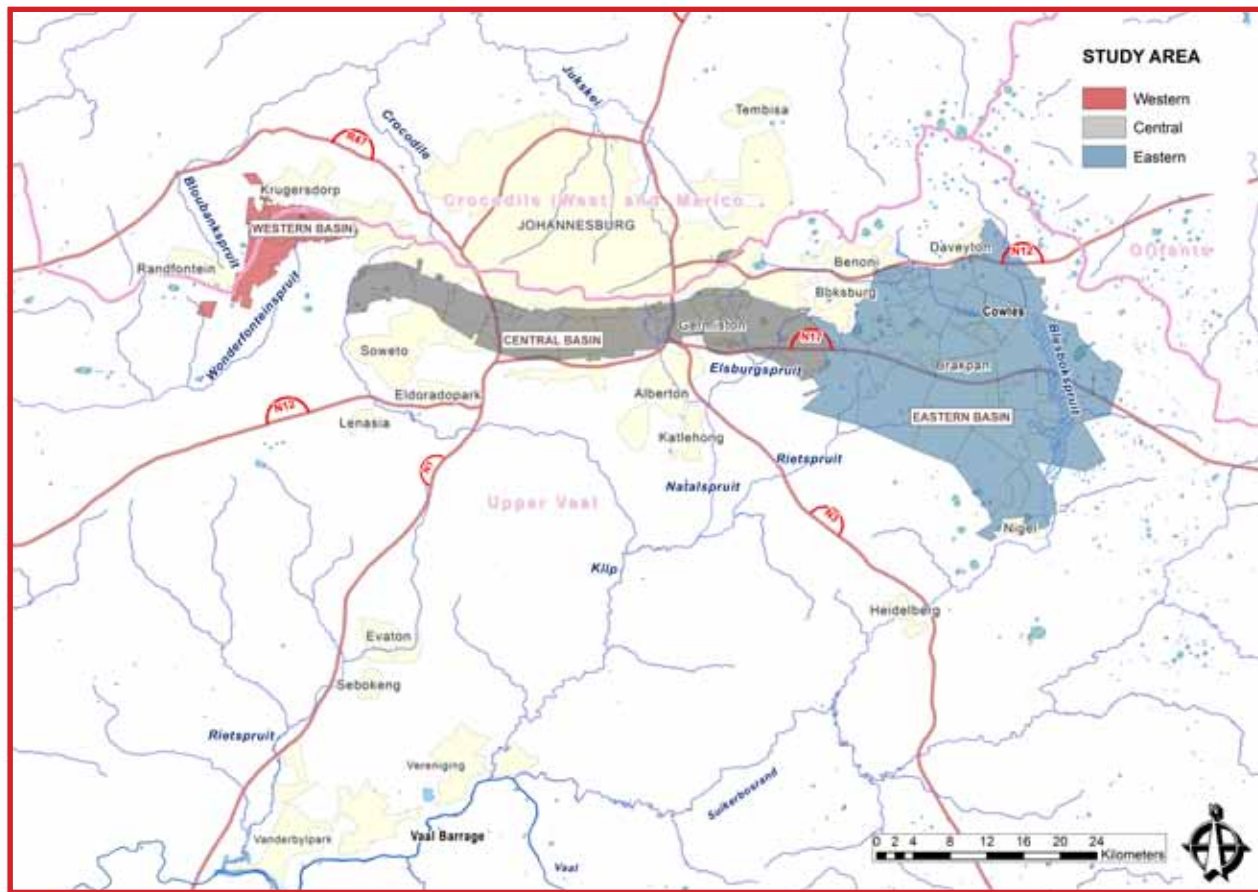 STUDY AREA
Western
Central
Eastern
Jukskei
Tembisa
Crocodile
R47
Krugersdorp
Bloubankspruit
Crocodile (West) and Marico
WESTERN BASIN
JOHANNESBURG
Daveyton
N12
Olifants
Randfontein
Benoni
Boksburg
Wonderfonteinspruit
Cowles
Germiston
Blesbokspruit
N17
CENTRAL BASIN
Soweto
Elsburgspruit
Brakpan
Eldoradopark
Alberton
N12
EASTERN BASIN
Lenasia
Katlehong
N1
Rietspruit
Natalspruit
Upper Vaal
N3
Nigel
Klip
Heidelberg
Evaton
Sebokeng
Rietspruit
Vereniging
Suikerbosrand
Vanderbylpark
Vaal Barrage
Vaal
0 2 4 8 12 16 20 24
Kilometers